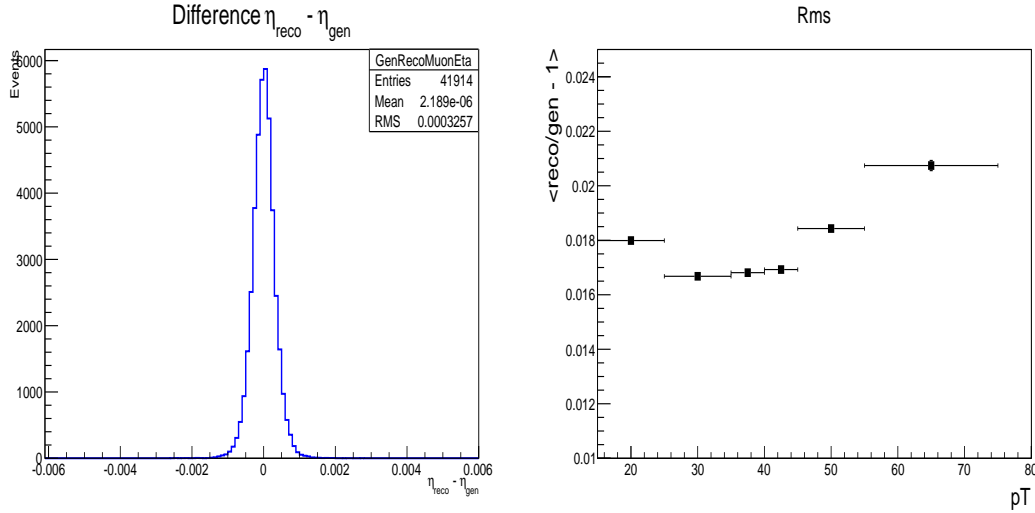 Difference η_reco - η_gen
Events
GenRecoMuonEta
Entries 41914
Mean 2.189e-06
RMS 0.0003257
6000
5000
4000
3000
2000
1000
0
-0.006 -0.004 -0.002 0 0.002 0.004 0.006
η_reco - η_gen
Rms
<reco/gen - 1>
0.024
0.022
0.02
0.018
0.016
0.014
0.012
0.01
20 30 40 50 60 70 80
pT